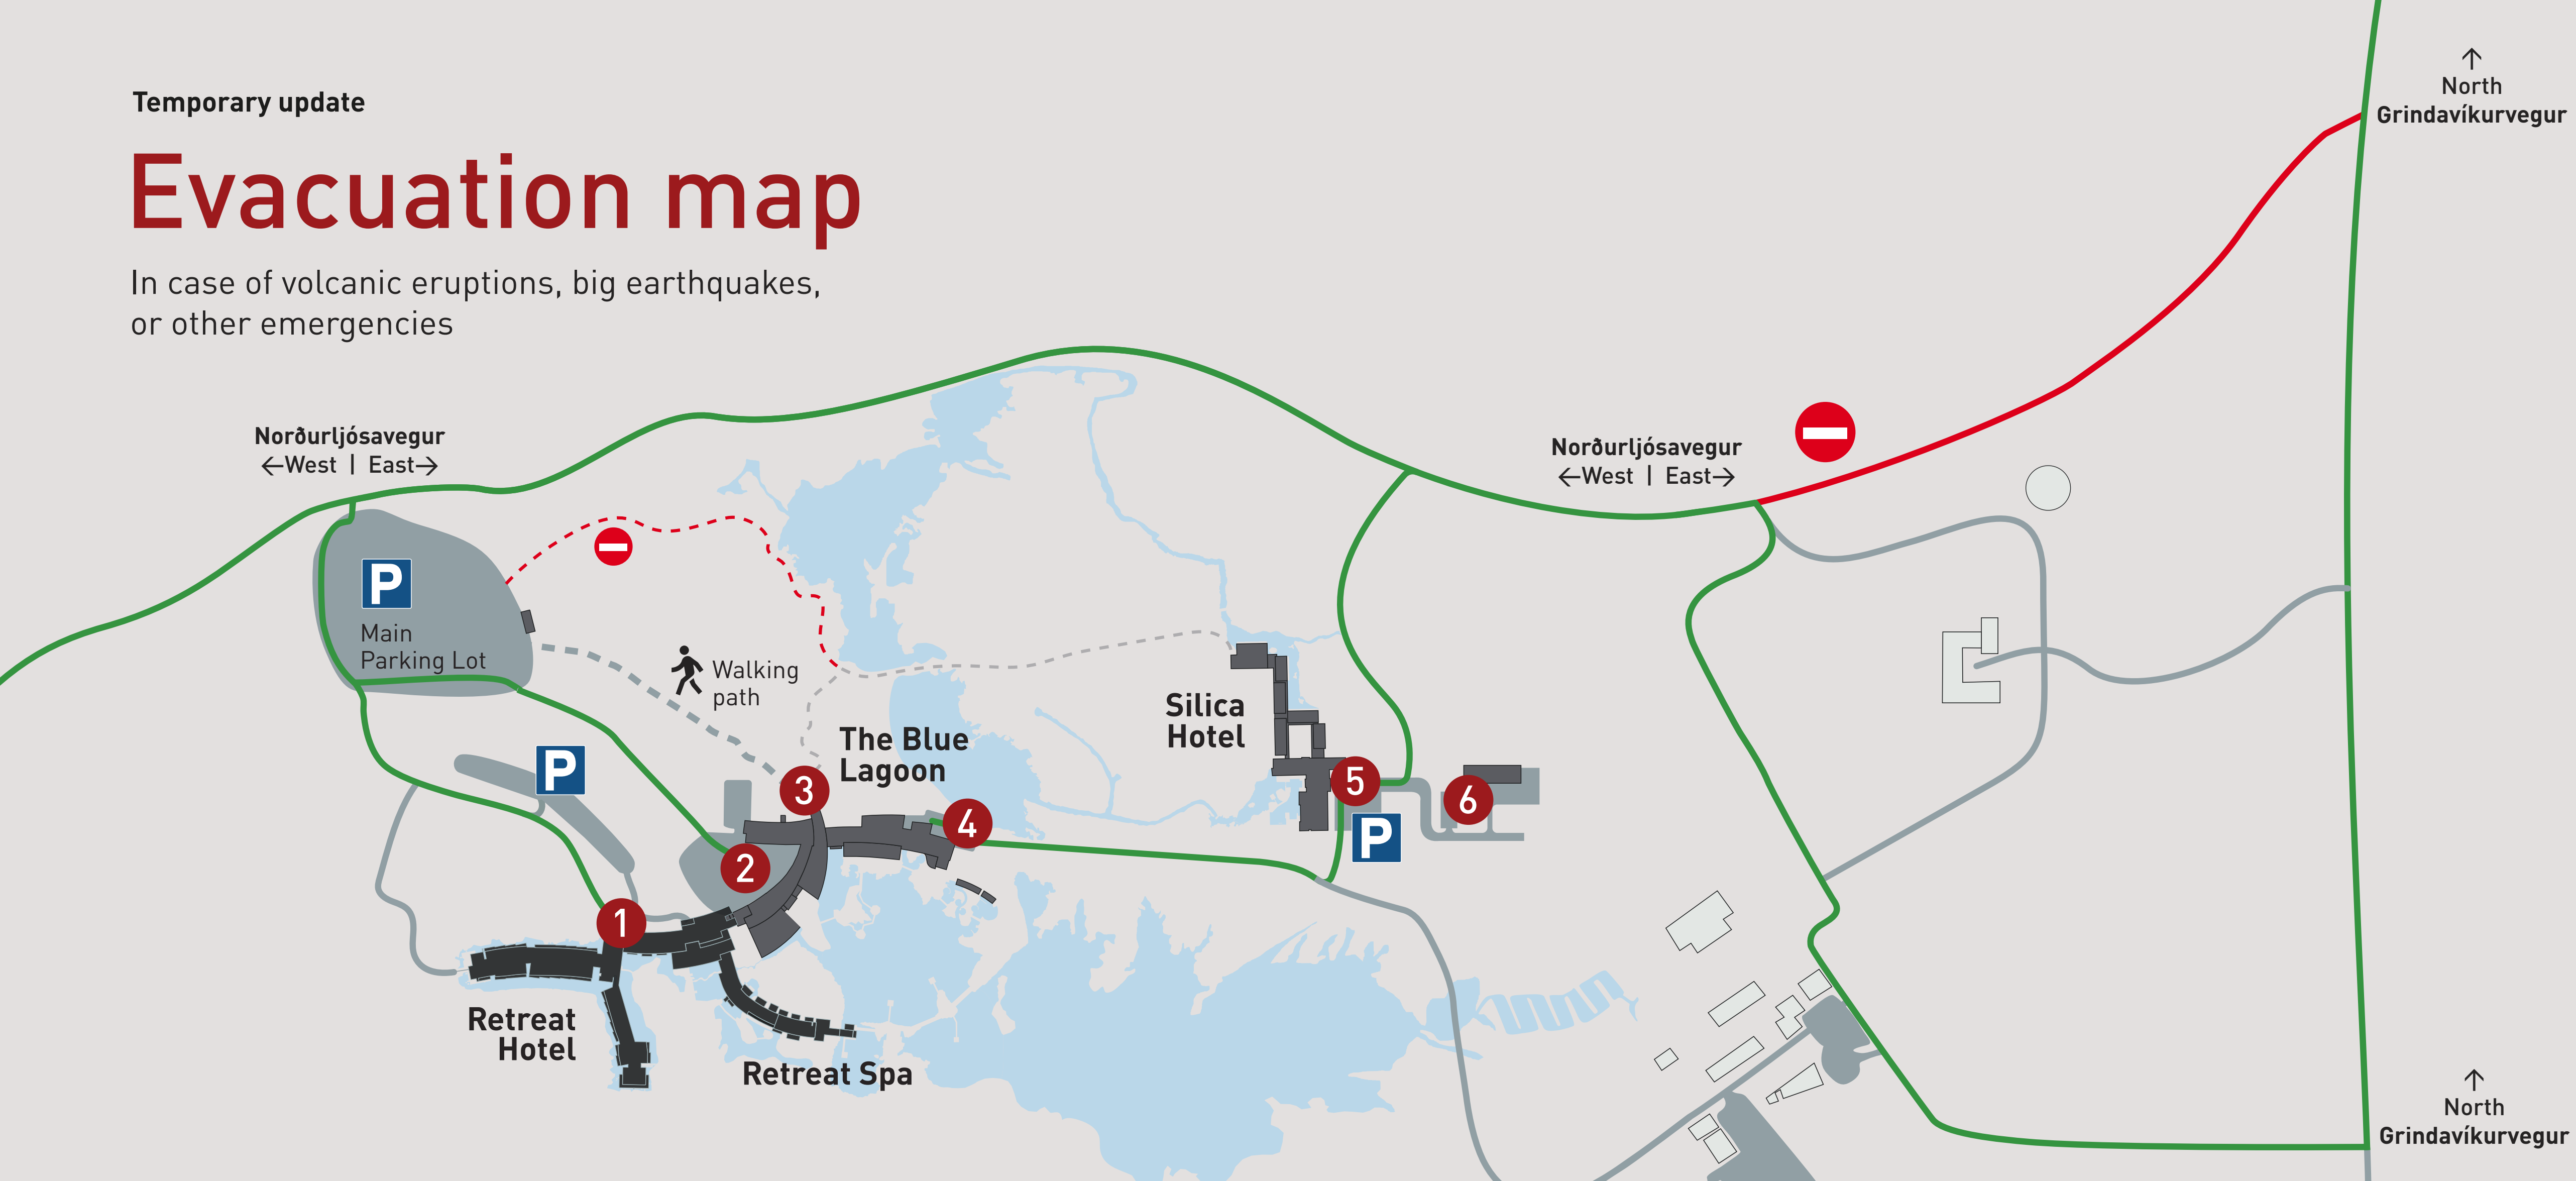 Temporary update
Evacuation map
In case of volcanic eruptions, big earthquakes,
or other emergencies
↑
North
Grindavíkurvegur
Norðurljósavegur
←West | East→
Norðurljósavegur
←West | East→
P
Main
Parking Lot
Walking
path
P
The Blue
Lagoon
Silica
Hotel
3
4
5
6
P
2
1
Retreat
Hotel
Retreat Spa
↑
North
Grindavíkurvegur